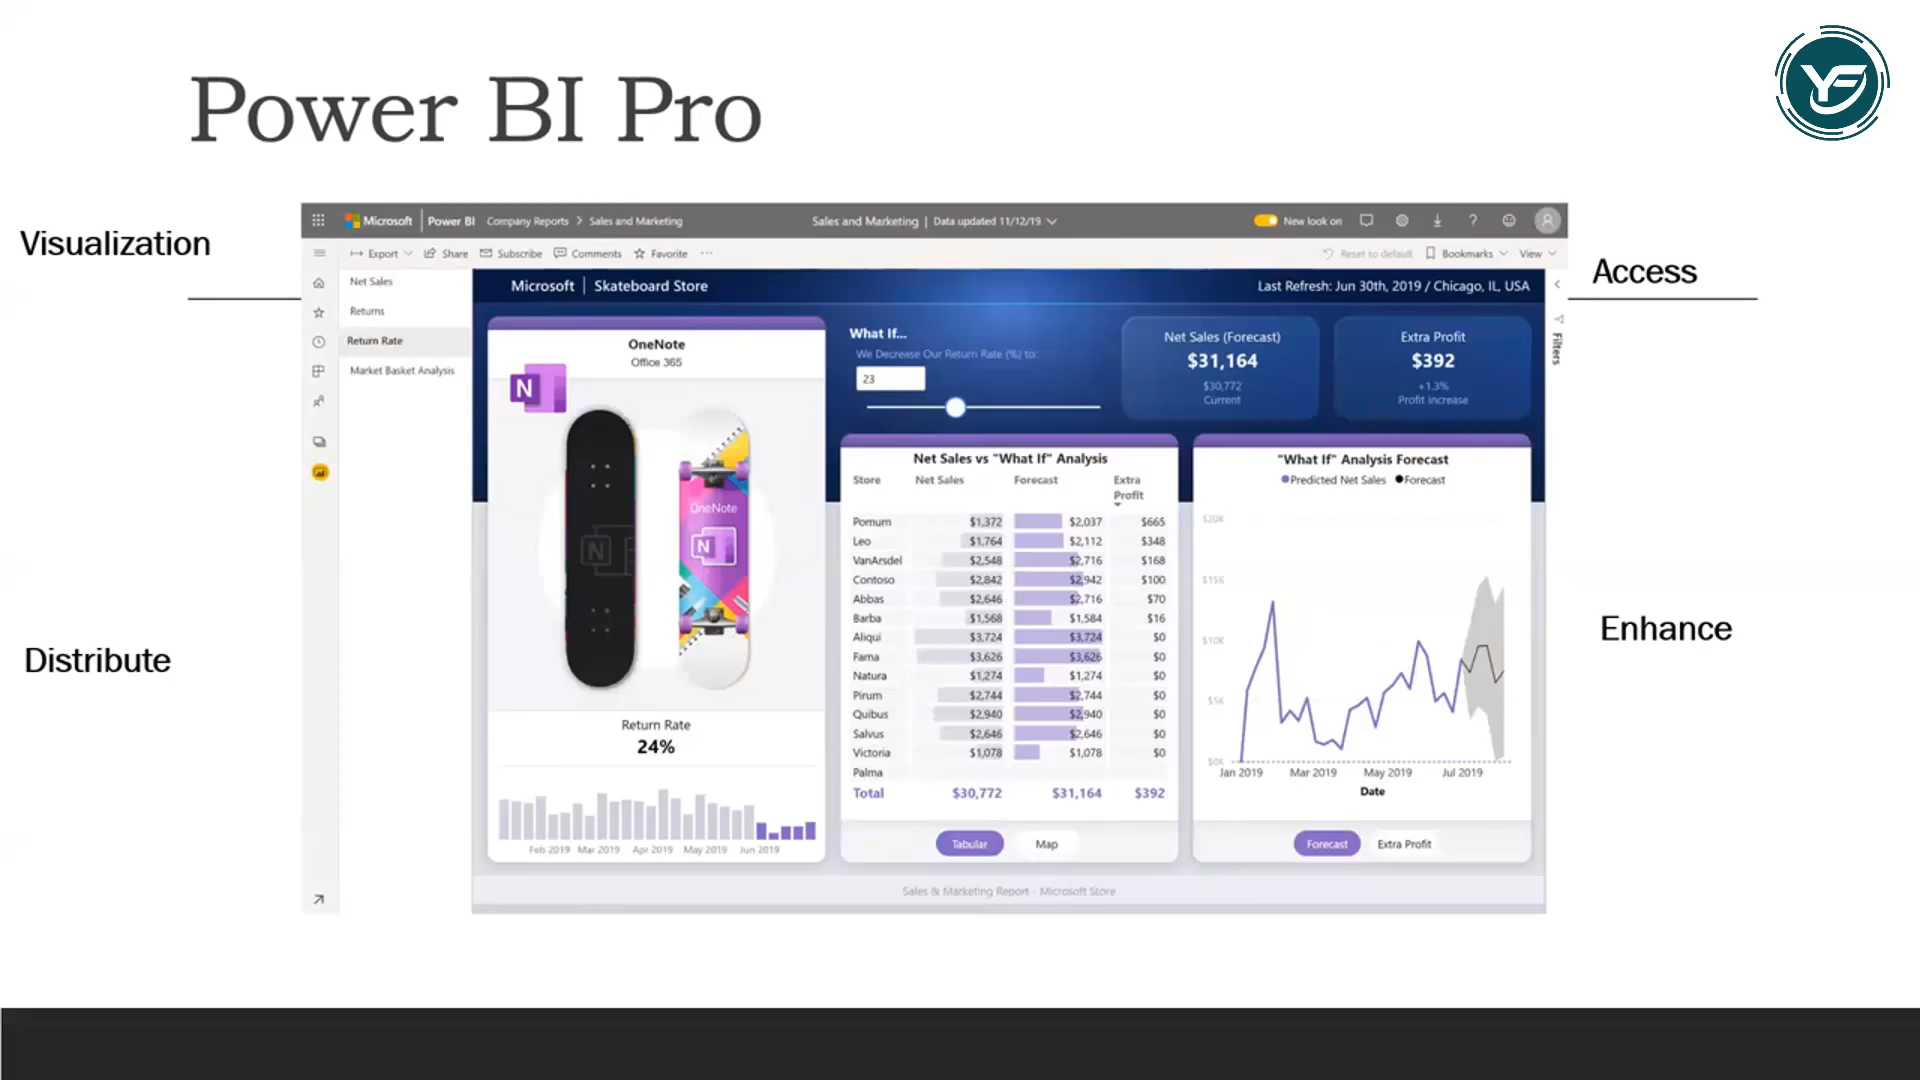 Power BI Pro
YF
Visualization
Access
Distribute
Enhance
Microsoft Power BI Company Reports > Sales and Marketing
Sales and Marketing | Data updated 11/12/19
New look on
Export Share Subscribe Comments Favorite ...
Reset to default Bookmarks View
Net Sales
Returns
Return Rate
Market Basket Analysis
Filters
Microsoft | Skateboard Store
Last Refresh: Jun 30th, 2019 / Chicago, IL, USA
OneNote
Office 365
N
OneNote
N
N
Return Rate
24%
Feb 2019 Mar 2019 Apr 2019 May 2019 Jun 2019
What If...
We Decrease Our Return Rate (%) to:
23
Net Sales (Forecast)
$31,164
$30,772
Current
Extra Profit
$392
+1.3%
Profit Increase
Net Sales vs "What If" Analysis
Store Net Sales Forecast Extra Profit
Pomum $1,372 $2,037 $665
Leo $1,764 $2,112 $348
VanArsdel $2,548 $2,716 $168
Contoso $2,842 $2,942 $100
Abbas $2,646 $2,716 $70
Barba $1,568 $1,584 $16
Aliqui $3,724 $3,724 $0
Fama $3,626 $3,626 $0
Natura $1,274 $1,274 $0
Pirum $2,744 $2,744 $0
Quibus $2,940 $2,940 $0
Salvus $2,646 $2,646 $0
Victoria $1,078 $1,078 $0
Palma
Total $30,772 $31,164 $392
Tabular Map
"What If" Analysis Forecast
Predicted Net Sales Forecast
$20K
$15K
$10K
$5K
$0K
Jan 2019 Mar 2019 May 2019 Jul 2019
Date
Forecast Extra Profit
Sales & Marketing Report - Microsoft Store